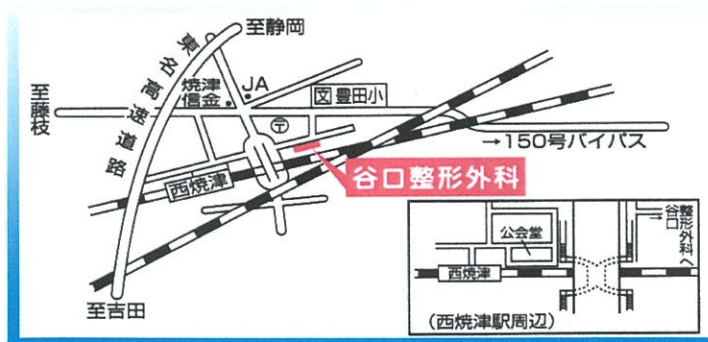 至静岡
東名高速道路
焼津
信金
JA
図
豊田小
至藤枝
〒
→150号バイパス
西焼津
谷口整形外科
至吉田
公会堂
西焼津
谷口
整形外科へ
→
(西焼津駅周辺)